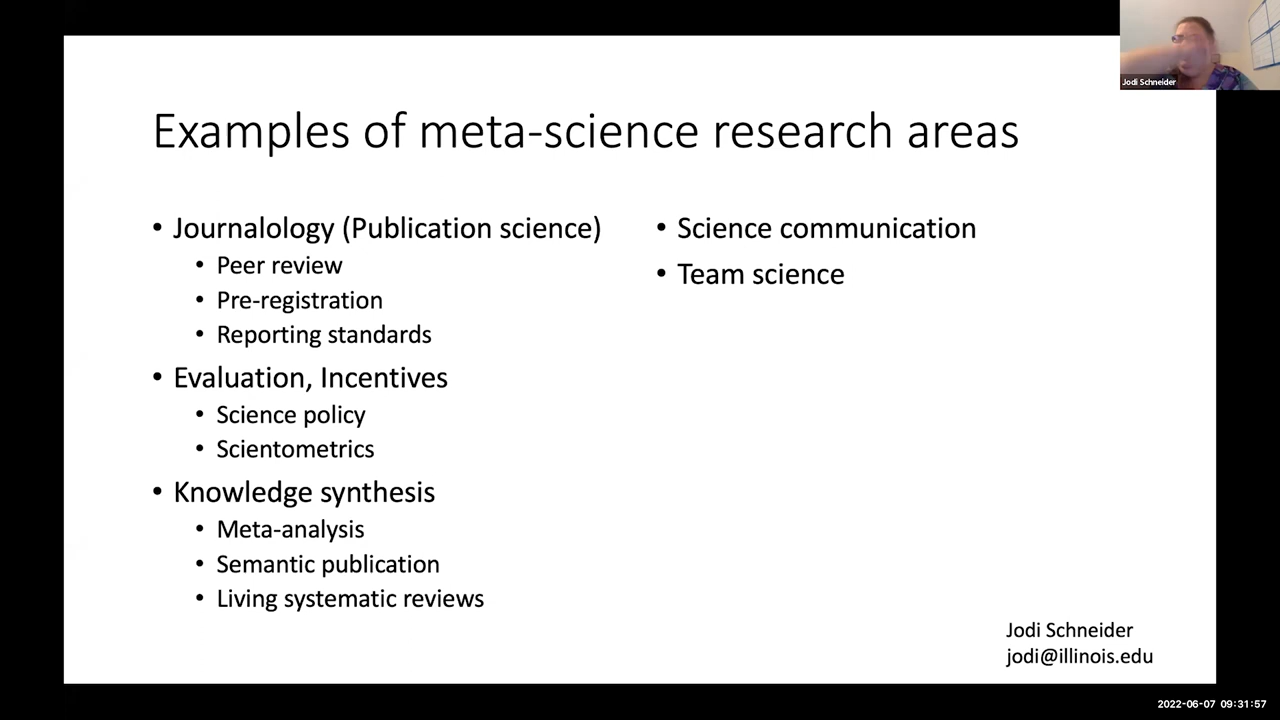 Jodi Schneider
Examples of meta-science research areas
• Journalology (Publication science)
• Peer review
• Pre-registration
• Reporting standards
• Evaluation, Incentives
• Science policy
• Scientometrics
• Knowledge synthesis
• Meta-analysis
• Semantic publication
• Living systematic reviews
• Science communication
• Team science
Jodi Schneider
jodi@illinois.edu
2022-06-07 09:31:57